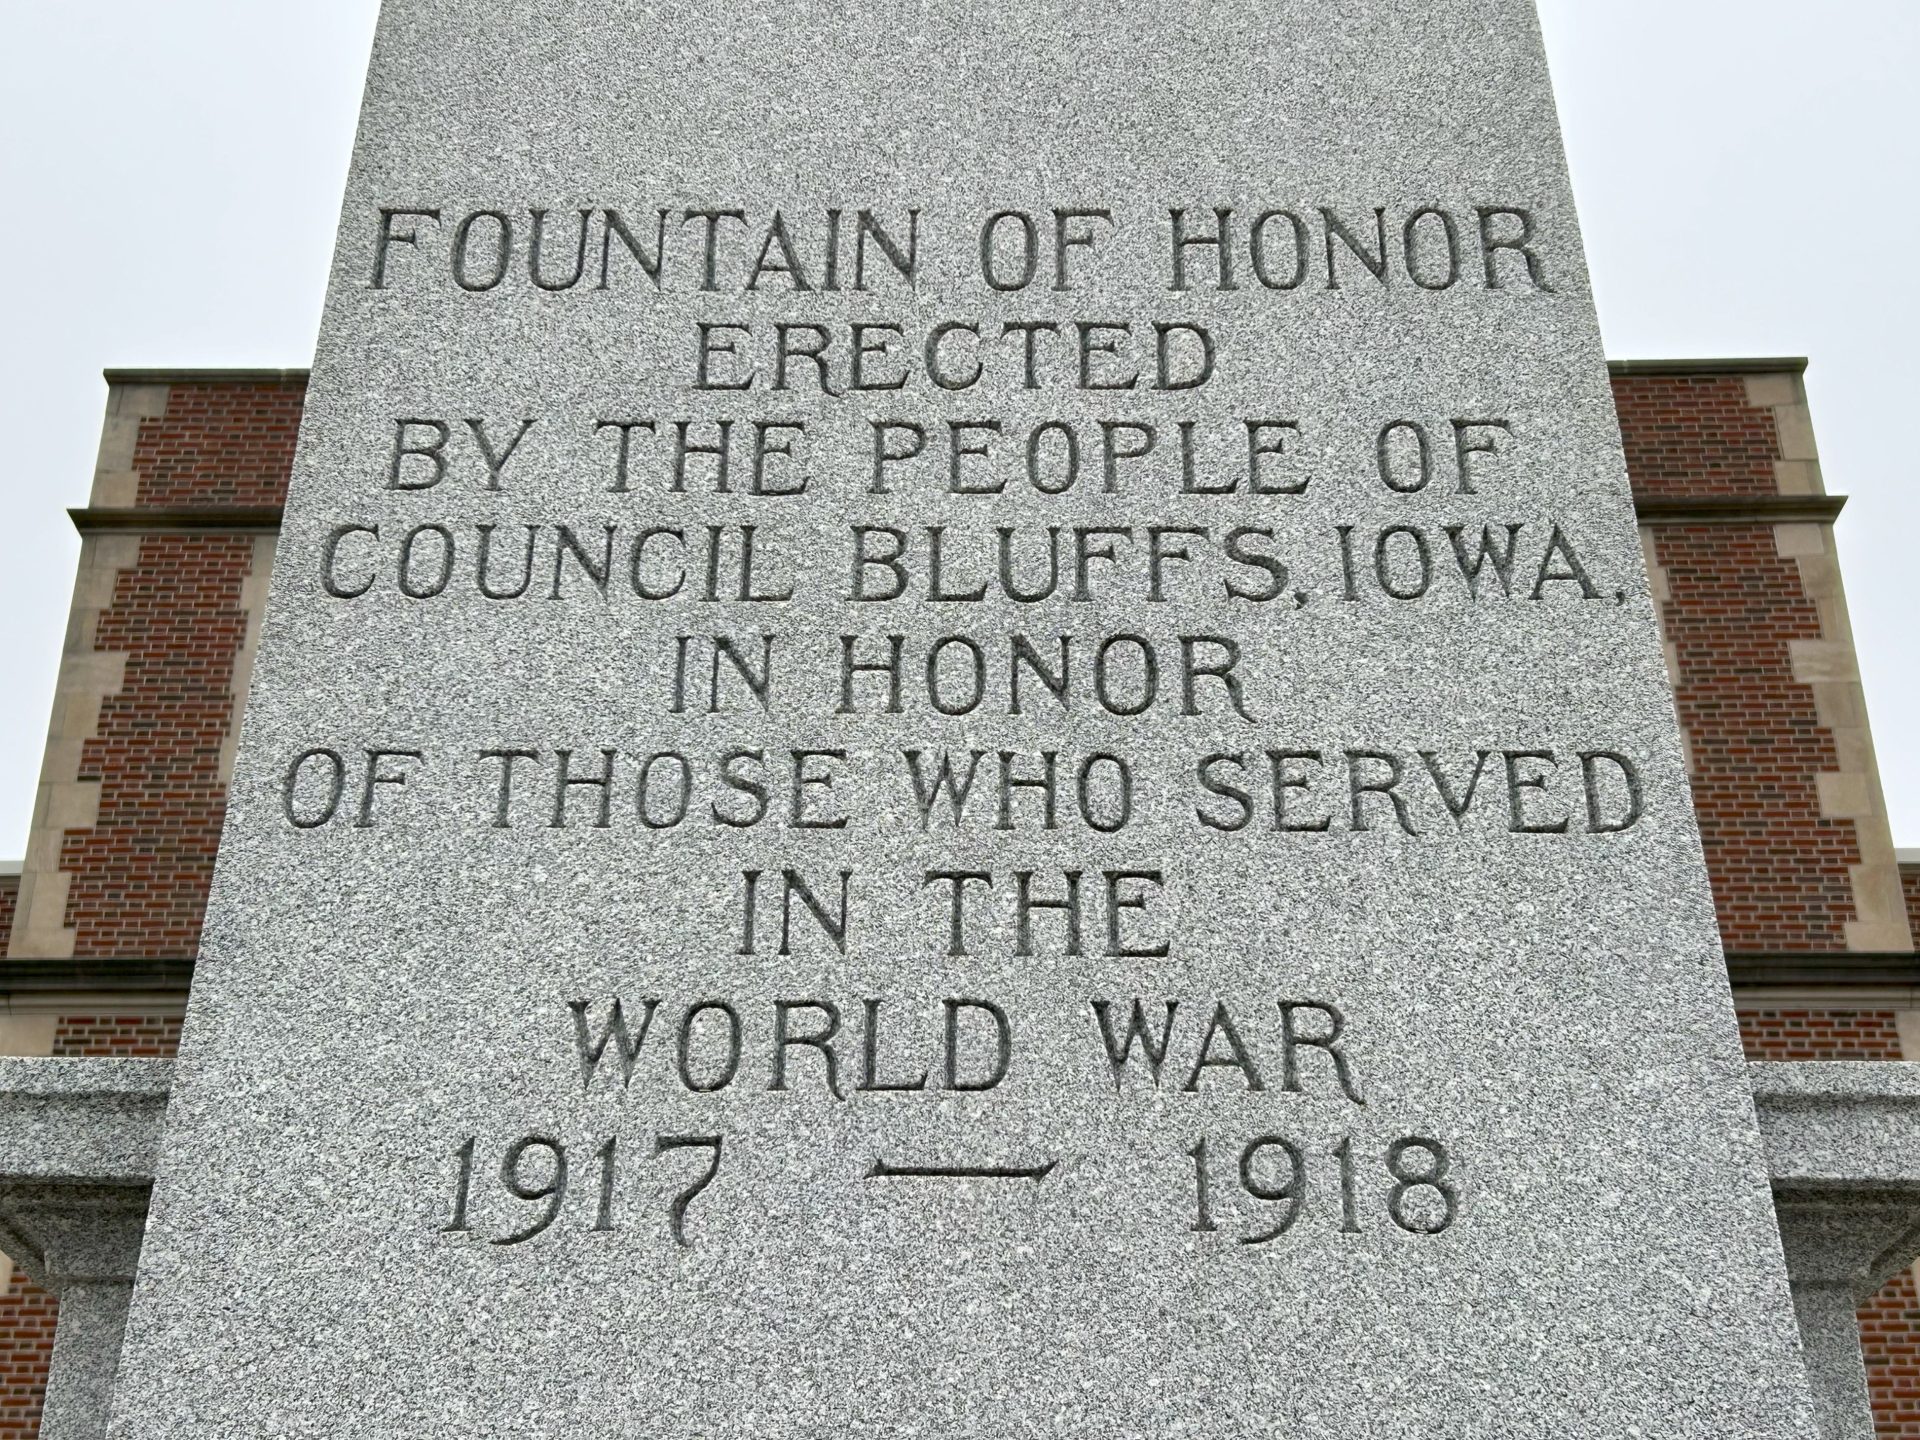 FOUNTAIN OF HONOR
ERECTED
BY THE PEOPLE OF
COUNCIL BLUFFS, IOWA,
IN HONOR
OF THOSE WHO SERVED
IN THE
WORLD WAR
1917 — 1918